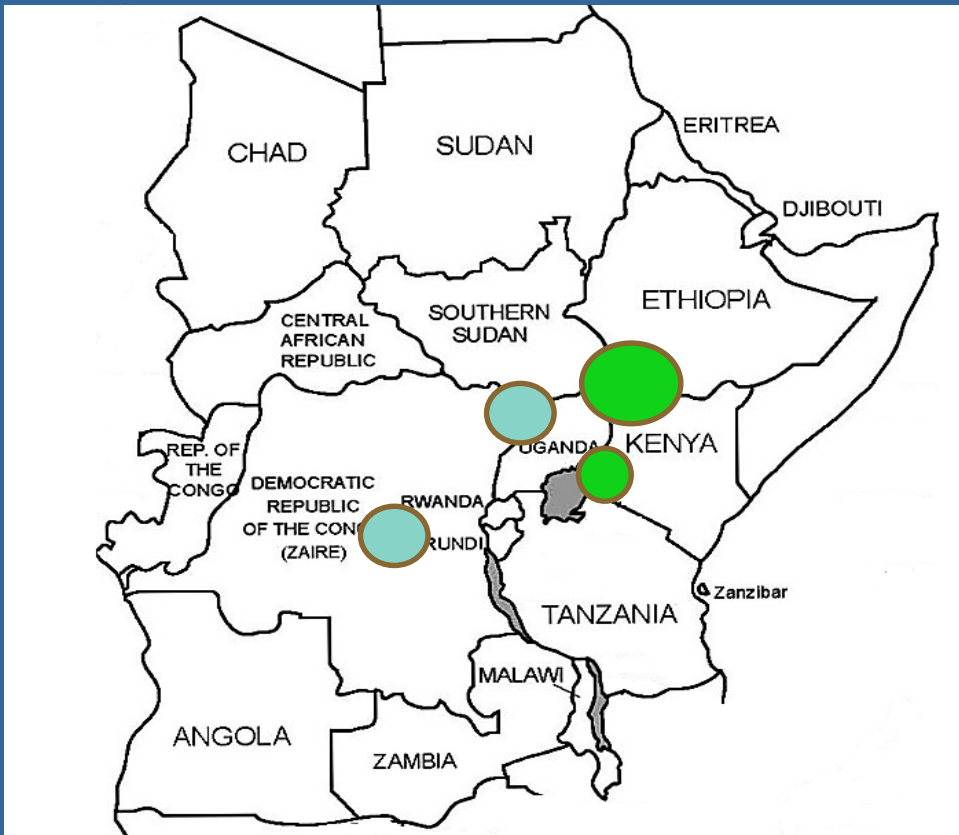 ERITREA
CHAD
SUDAN
DJIBOUTI
ETHIOPIA
SOUTHERN
SUDAN
CENTRAL
AFRICAN
REPUBLIC
UGANDA
KENYA
REP. OF
THE
CONGO
DEMOCRATIC
REPUBLIC
OF THE CON
(ZAIRE)
RWANDA
RUNDI
Zanzibar
TANZANIA
MALAWI
ANGOLA
ZAMBIA